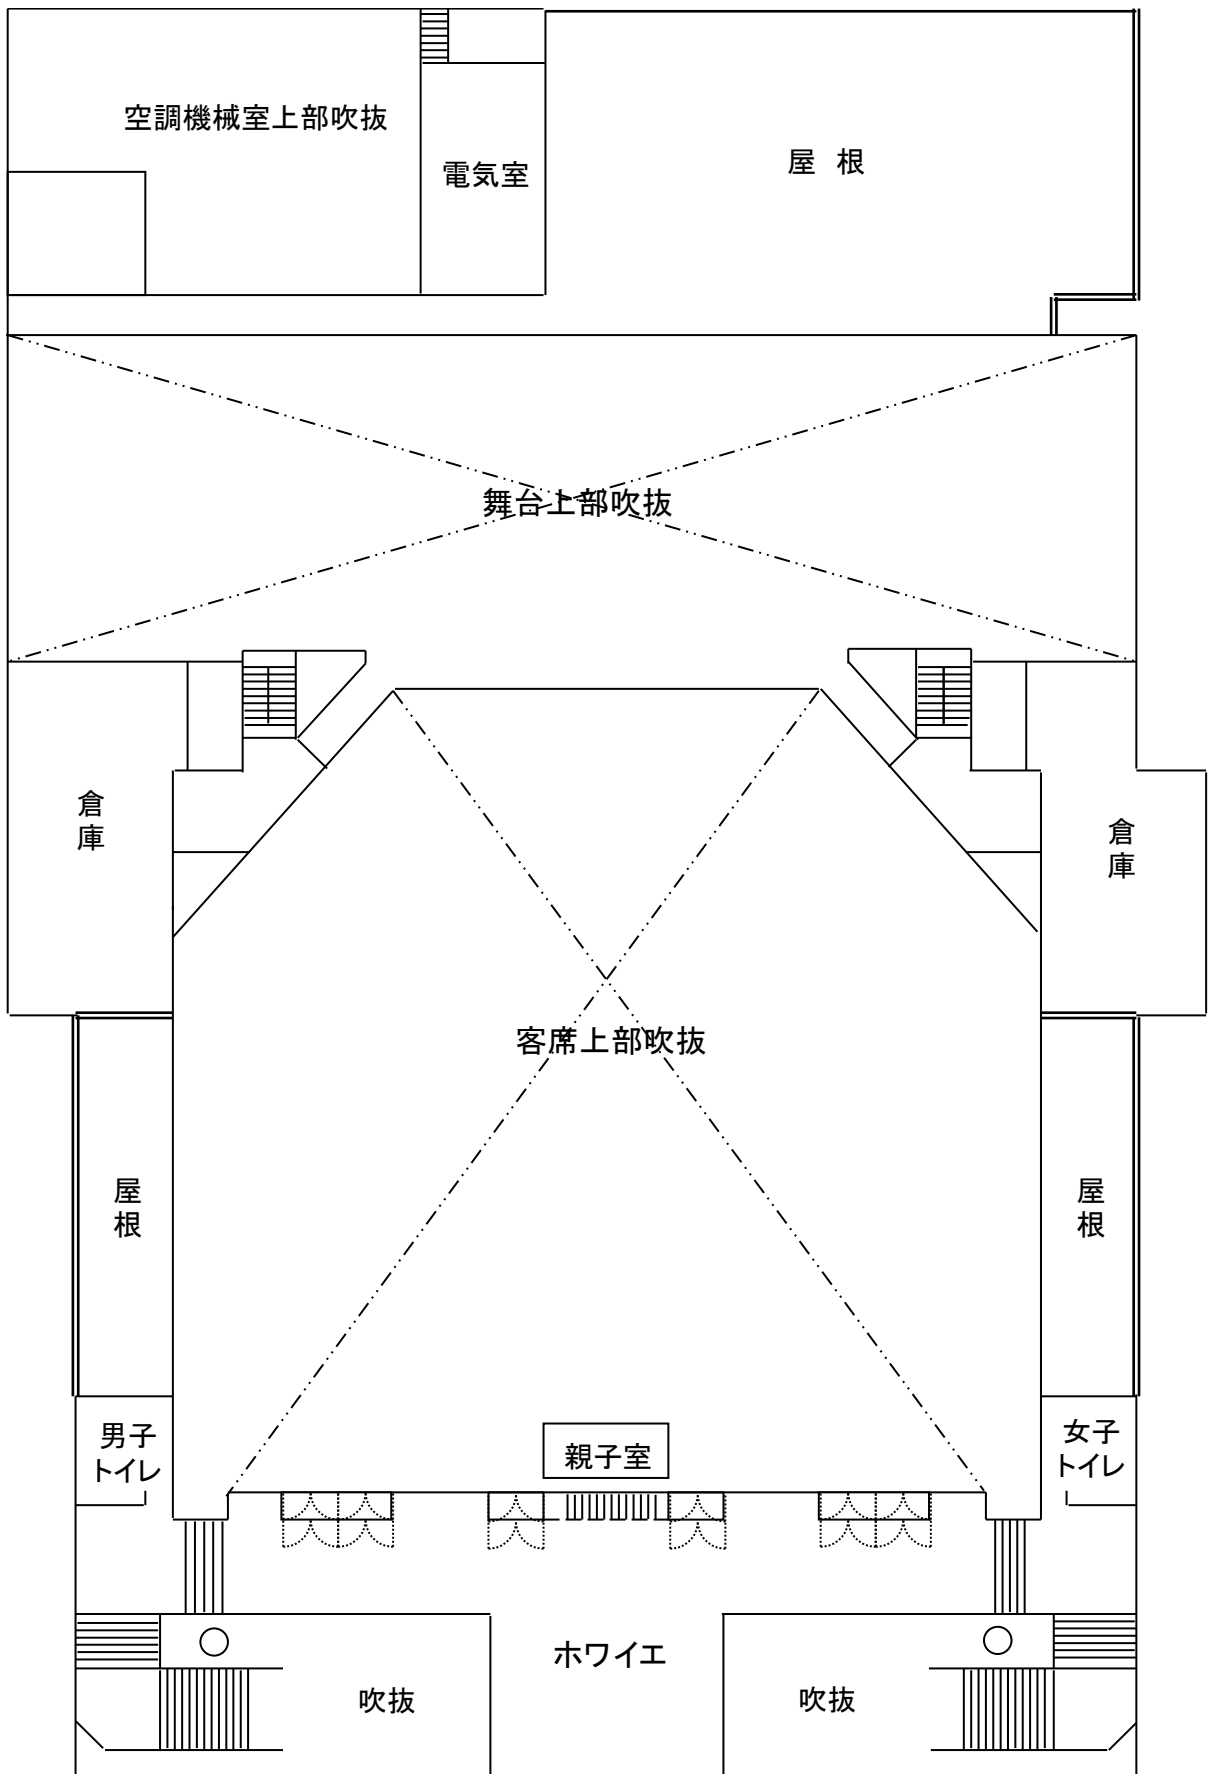 空調機械室上部吹抜
電気室
屋 根
舞台上部吹抜
倉
庫
倉
庫
客席上部吹抜
屋
根
屋
根
男子
トイレ
親子室
女子
トイレ
ホワイエ
吹抜
吹抜